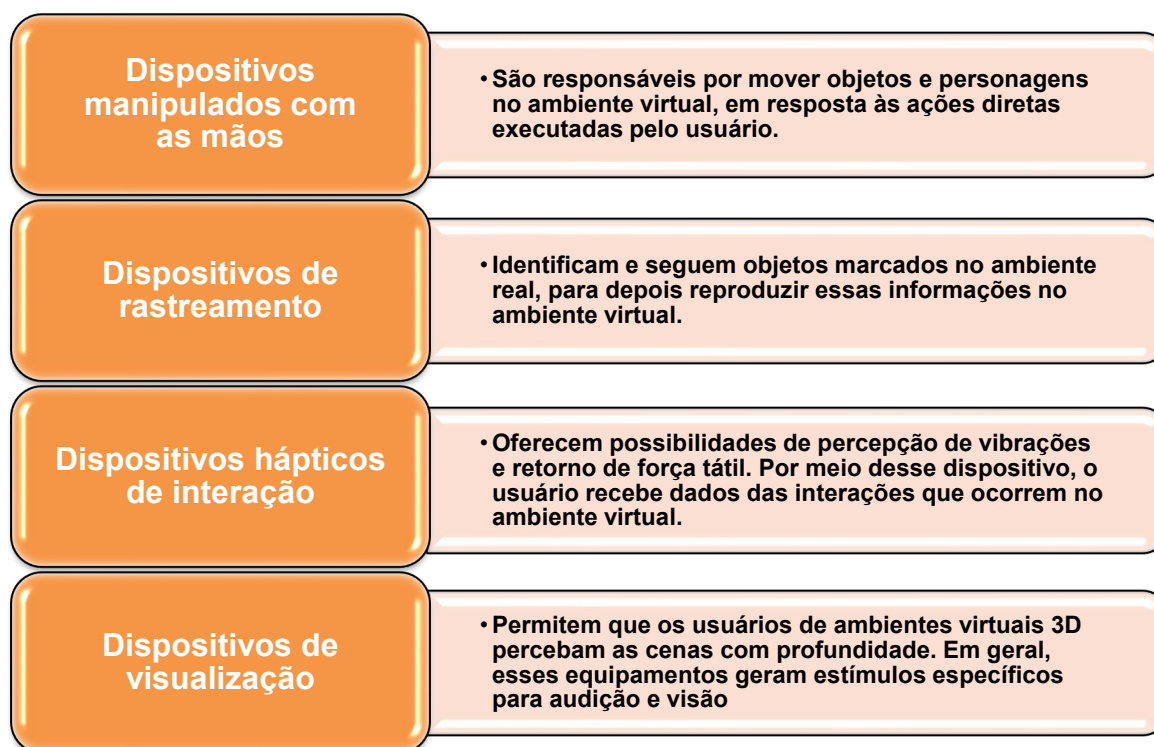 Dispositivos
manipulados com
as mãos
• São responsáveis por mover objetos e personagens
no ambiente virtual, em resposta às ações diretas
executadas pelo usuário.
Dispositivos de
rastreamento
• Identificam e seguem objetos marcados no ambiente
real, para depois reproduzir essas informações no
ambiente virtual.
Dispositivos hápticos
de interação
• Oferecem possibilidades de percepção de vibrações
e retorno de força tátil. Por meio desse dispositivo, o
usuário recebe dados das interações que ocorrem no
ambiente virtual.
Dispositivos de
visualização
• Permitem que os usuários de ambientes virtuais 3D
percebam as cenas com profundidade. Em geral,
esses equipamentos geram estímulos específicos
para audição e visão